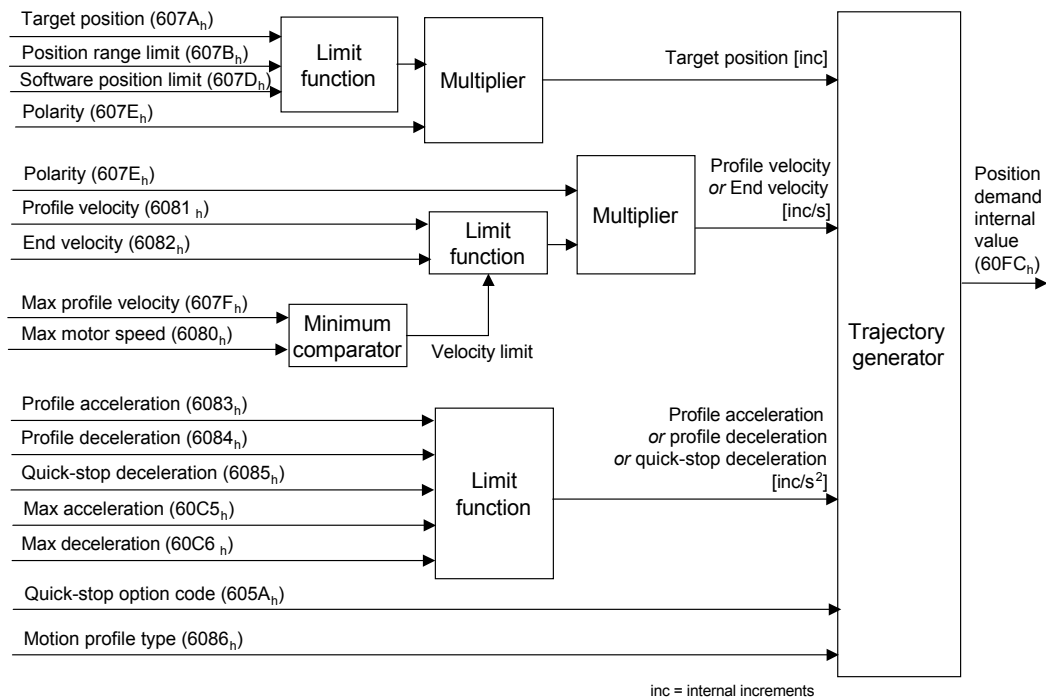 Target position (607Ah)
Position range limit (607Bh)
Software position limit (607Dh)
Polarity (607Eh)
Limit
function
Multiplier
Target position [inc]
Polarity (607Eh)
Profile velocity (6081 h)
End velocity (6082h)
Limit
function
Multiplier
Profile velocity
or End velocity
[inc/s]
Max profile velocity (607Fh)
Max motor speed (6080h)
Minimum
comparator
Velocity limit
Profile acceleration (6083h)
Profile deceleration (6084h)
Quick-stop deceleration (6085h)
Max acceleration (60C5h)
Max deceleration (60C6 h)
Limit
function
Profile acceleration
or profile deceleration
or quick-stop deceleration
[inc/s2]
Quick-stop option code (605Ah)
Motion profile type (6086h)
Trajectory
generator
Position
demand
internal
value
(60FCh)
inc = internal increments